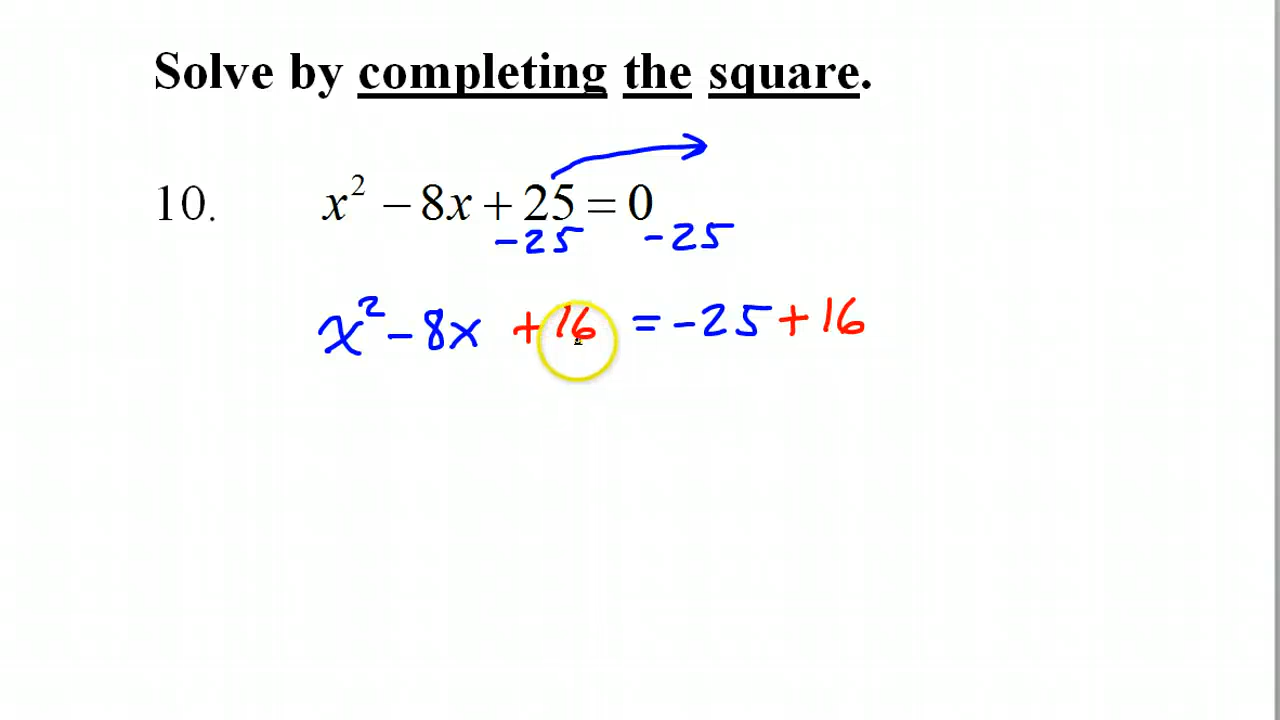 Solve by completing the square.
10. x² − 8x + 25 = 0
-25 -25
x² - 8x + 16 = -25 + 16